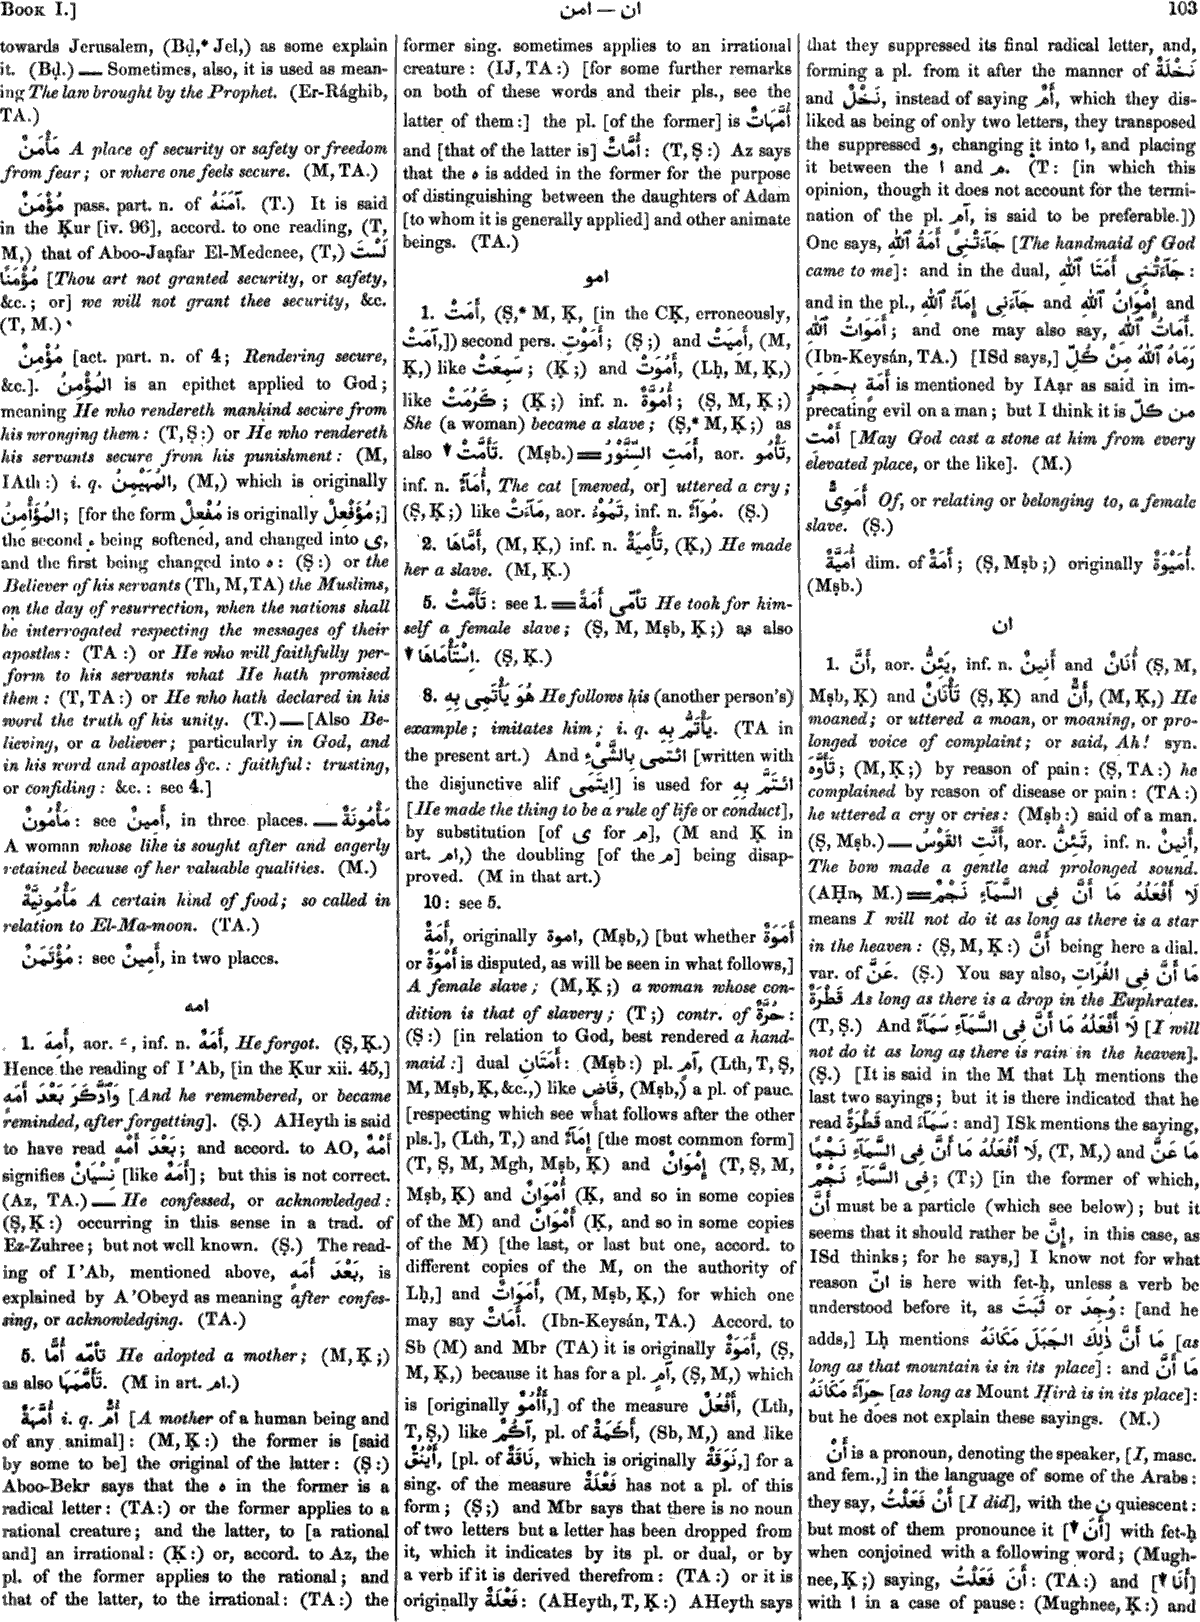 BOOK I.]
امن — ان
103
towards Jerusalem, (Bḍ,* Jel,) as some explain
it. (Bḍ.) — Sometimes, also, it is used as mean-
ing The law brought by the Prophet. (Er-Rághib,
TA.)
مَأْمَنٌ A place of security or safety or freedom
from fear; or where one feels secure. (M, TA.)
مُؤْمَنٌ pass. part. n. of آمَنَهُ. (T.) It is said
in the Ḳur [iv. 96], accord. to one reading, (T,
M,) that of Aboo-Jaạfar El-Medenee, (T,) لَسْتَ
مُؤْمَنًا [Thou art not granted security, or safety,
&c.; or] we will not grant thee security, &c.
(T, M.)
مُؤْمِنٌ [act. part. n. of 4; Rendering secure,
&c.]. المُؤْمِنُ is an epithet applied to God;
meaning He who rendereth mankind secure from
his wronging them: (T, Ṣ:) or He who rendereth
his servants secure from his punishment: (M,
IAth:) i. q. المُهَيْمِنُ, (M,) which is originally
المُؤَأْمِنُ; [for the form مُفْعِلٌ is originally مُؤَفْعِلٌ;]
the second ء being softened, and changed into ى,
and the first being changed into ه: (Ṣ:) or the
Believer of his servants (Th, M, TA) the Muslims,
on the day of resurrection, when the nations shall
be interrogated respecting the messages of their
apostles: (TA:) or He who will faithfully per-
form to his servants what He hath promised
them: (T, TA:) or He who hath declared in his
word the truth of his unity. (T.) — [Also Be-
lieving, or a believer; particularly in God, and
in his word and apostles &c.: faithful: trusting,
or confiding: &c.: see 4.]
مَأْمُونٌ: see أَمِينٌ, in three places. — مَأْمُونَةٌ
A woman whose like is sought after and eagerly
retained because of her valuable qualities. (M.)
مَأْمُونِيَّةٌ A certain kind of food; so called in
relation to El-Ma-moon. (TA.)
مُؤْتَمَنٌ: see أَمِينٌ, in two places.
امه
1. أَمِهَ, aor. ـَ, inf. n. أَمَهٌ, He forgot. (Ṣ, Ḳ.)
Hence the reading of I 'Ab, [in the Ḳur xii. 45,]
وَٱدَّكَرَ بَعْدَ أَمَهٍ [And he remembered, or became
reminded, after forgetting]. (Ṣ.) AHeyth is said
to have read بَعْدَ أَمْهٍ; and accord. to AO, أَمْهٌ
signifies نِسْيَانٌ [like أَمَهٌ]; but this is not correct.
(Az, TA.) — He confessed, or acknowledged:
(Ṣ, Ḳ:) occurring in this sense in a trad. of
Ez-Zuhree; but not well known. (Ṣ.) The read-
ing of I 'Ab, mentioned above, بَعْدَ أَمَهٍ, is
explained by A 'Obeyd as meaning after confes-
sing, or acknowledging. (TA.)
5. تَأَمَّهَ أُمًّا He adopted a mother; (M, Ḳ;)
as also تَأَمَّمَهَا. (M in art. ام.)
أُمَّهَةٌ i. q. أُمٌّ [A mother of a human being and
of any animal]: (M, Ḳ:) the former is [said
by some to be] the original of the latter: (Ṣ:)
Aboo-Bekr says that the ه in the former is a
radical letter: (TA:) or the former applies to a
rational creature; and the latter, to [a rational
and] an irrational: (Ḳ:) or, accord. to Az, the
pl. of the former applies to the rational; and
that of the latter, to the irrational: (TA:) the
former sing. sometimes applies to an irrational
creature: (IJ, TA:) [for some further remarks
on both of these words and their pls., see the
latter of them:] the pl. [of the former] is أُمَّهَاتٌ
and [that of the latter is] أُمَّاتٌ: (T, Ṣ:) Az says
that the ه is added in the former for the purpose
of distinguishing between the daughters of Adam
[to whom it is generally applied] and other animate
beings. (TA.)
امو
1. أَمَتْ, (Ṣ,* M, Ḳ, [in the CḲ, erroneously,
آمَتْ,]) second pers. أَمَوْتِ; (Ṣ;) and أَمِيَتْ, (M,
Ḳ,) like سَمِعَتْ; (Ḳ;) and أَمُوَتْ, (Lḥ, M, Ḳ,)
like كَرُمَتْ; (Ḳ;) inf. n. أُمُوَّةٌ; (Ṣ, M, Ḳ;)
She (a woman) became a slave; (Ṣ,* M, Ḳ;) as
also ▼ تَأَمَّتْ. (Mṣb.) = أَمَتِ السِّنَّوْرُ, aor. تَأْمُو,
inf. n. أُمَآءٌ, The cat [mewed, or] uttered a cry;
(Ṣ, Ḳ;) like مَآءَتْ, aor. تَمُوْءُ, inf. n. مُوَآءٌ. (Ṣ.)
2. أَمَّاهَا, (M, Ḳ,) inf. n. تَأْمِيَةٌ, (Ḳ,) He made
her a slave. (M, Ḳ.)
5. تَأَمَّتْ: see 1. = تَأَمَّى أَمَةً He took for him-
self a female slave; (Ṣ, M, Mṣb, Ḳ;) as also
▼ اِسْتَأْمَاهَا. (Ṣ, Ḳ.)
8. هُوَ يَأْتَمِى بِهِ He follows his (another person's)
example; imitates him; i. q. يَأْتَمُّ بِهِ. (TA in
the present art.) And ائتمى بِالشَّىْءِ [written with
the disjunctive alif اِيتَمَى] is used for ائتمّ بِهِ
[He made the thing to be a rule of life or conduct],
by substitution [of ى for م], (M and Ḳ in
art. ام,) the doubling [of the م] being disap-
proved. (M in that art.)
10: see 5.
أَمَةٌ, originally اموة, (Mṣb,) [but whether أَمَوَةٌ
or أَمْوَةٌ is disputed, as will be seen in what follows,]
A female slave; (M, Ḳ;) a woman whose con-
dition is that of slavery; (T;) contr. of حُرَّةٌ:
(Ṣ:) [in relation to God, best rendered a hand-
maid:] dual أَمَتَانِ: (Mṣb:) pl. آمٍ, (Lth, T, Ṣ,
M, Mṣb, Ḳ, &c.,) like قَاضٍ, (Mṣb,) a pl. of pauc.
[respecting which see what follows after the other
pls.], (Lth, T,) and إِمَآءٌ [the most common form]
(T, Ṣ, M, Mgh, Mṣb, Ḳ) and إِمْوَانٌ (T, Ṣ, M,
Mṣb, Ḳ) and أُمْوَانٌ (Ḳ, and so in some copies
of the M) and أَمْوَانٌ (Ḳ, and so in some copies
of the M) [the last, or last but one, accord. to
different copies of the M, on the authority of
Lḥ,] and أَمَوَاتٌ, (M, Mṣb, Ḳ,) for which one
may say أَمَاتٌ. (Ibn-Keysán, TA.) Accord. to
Sb (M) and Mbr (TA) it is originally أَمَوَةٌ, (Ṣ,
M, Ḳ,) because it has for a pl. آمٍ, (Ṣ, M,) which
is [originally أَأْمُوٌ,] of the measure أَفْعُلٌ, (Lth,
T, Ṣ,) like آكُمٌ, pl. of أَكَمَةٌ, (Sb, M,) and like
أَيْنُقٌ, [pl. of نَاقَةٌ, which is originally نَوَقَةٌ,] for a
sing. of the measure فَعْلَةٌ has not a pl. of this
form; (Ṣ;) and Mbr says that there is no noun
of two letters but a letter has been dropped from
it, which it indicates by its pl. or dual, or by
a verb if it is derived therefrom: (TA:) or it is
originally فَعْلَةٌ: (AHeyth, T, Ḳ:) AHeyth says
that they suppressed its final radical letter, and,
forming a pl. from it after the manner of نَخْلَةٌ
and نَخْلٌ, instead of saying أَمٌ, which they dis-
liked as being of only two letters, they transposed
the suppressed و, changing it into ا, and placing
it between the ا and م. (T: [in which this
opinion, though it does not account for the termi-
nation of the pl. آمٍ, is said to be preferable.])
One says, جَآءَتْنِى أَمَةُ ٱللّٰهِ [The handmaid of God
came to me]: and in the dual, جَآءَتْنِى أَمَتَا ٱللّٰهِ:
and in the pl., جَآءَنِى إِمَآءُ ٱللّٰهِ and إِمْوَانُ ٱللّٰهِ and
أَمَوَاتُ ٱللّٰهِ; and one may also say, أَمَاتُ ٱللّٰهِ.
(Ibn-Keysán, TA.) [ISd says,] رَمَاهُ ٱللّٰهُ مِنْ كُلِّ
أَمَةٍ بِحَجَرٍ is mentioned by IAạr as said in im-
precating evil on a man; but I think it is من كلّ
أَمْتٍ [May God cast a stone at him from every
elevated place, or the like]. (M.)
أَمَوِىٌّ Of, or relating or belonging to, a female
slave. (Ṣ.)
أُمَيَّةٌ dim. of أَمَةٌ; (Ṣ, Mṣb;) originally أُمَيْوَةٌ.
(Mṣb.)
ان
1. أَنَّ, aor. يَئِنُّ, inf. n. أَنِينٌ and أُنَانٌ (Ṣ, M,
Mṣb, Ḳ) and تَأْنَانٌ (Ṣ, Ḳ) and أَنٌّ, (M, Ḳ,) He
moaned; or uttered a moan, or moaning, or pro-
longed voice of complaint; or said, Ah! syn.
تَأَوَّهَ; (M, Ḳ;) by reason of pain: (Ṣ, TA:) he
complained by reason of disease or pain: (TA:)
he uttered a cry or cries: (Mṣb:) said of a man.
(Ṣ, Mṣb.) — أَنَّتِ القَوْسُ, aor. تَئِنُّ, inf. n. أَنِينٌ,
The bow made a gentle and prolonged sound.
(AḤn, M.) = لَا أَفْعَلُهُ مَا أَنَّ فِى السَّمَآءِ نَجْمٌ
means I will not do it as long as there is a star
in the heaven: (Ṣ, M, Ḳ:) أَنَّ being here a dial.
var. of عَنَّ. (Ṣ.) You say also, مَا أَنَّ فِى الفُرَاتِ
قَطْرَةٌ As long as there is a drop in the Euphrates.
(T, Ṣ.) And لَا أَفْعَلُهُ مَا أَنَّ فِى السَّمَآءِ سَمَآءٌ [I will
not do it as long as there is rain in the heaven].
(Ṣ.) [It is said in the M that Lḥ mentions the
last two sayings; but it is there indicated that he
read قَطْرَةً and سَمَآءً: and] ISk mentions the saying,
لَا أَفْعَلُهُ مَا أَنَّ فِى السَّمَآءِ نَجْمًا, (T, M,) and مَا عَنَّ
فِى السَّمَآءِ نَجْمٌ; (T;) [in the former of which,
أَنَّ must be a particle (which see below); but it
seems that it should rather be إِنَّ, in this case, as
ISd thinks; for he says,] I know not for what
reason انّ is here with fet-ḥ, unless a verb be
understood before it, as ثَبَتَ or وُجِدَ: [and he
adds,] Lḥ mentions مَا أَنَّ ذٰلِكَ الجَبَلَ مَكَانَهُ [as
long as that mountain is in its place]: and مَا أَنَّ
حِرَآءً مَكَانَهُ [as long as Mount Ḥirà is in its place]:
but he does not explain these sayings. (M.)
أَنْ is a pronoun, denoting the speaker, [I, masc.
and fem.,] in the language of some of the Arabs:
they say, أَنْ فَعَلْتُ [I did], with the ن quiescent:
but most of them pronounce it [▼ أَنَ] with fet-ḥ
when conjoined with a following word; (Mugh-
nee, Ḳ;) saying, أَنَ فَعَلْتُ: (TA:) and [▼ أَنَا]
with ا in a case of pause: (Mughnee, Ḳ:) and